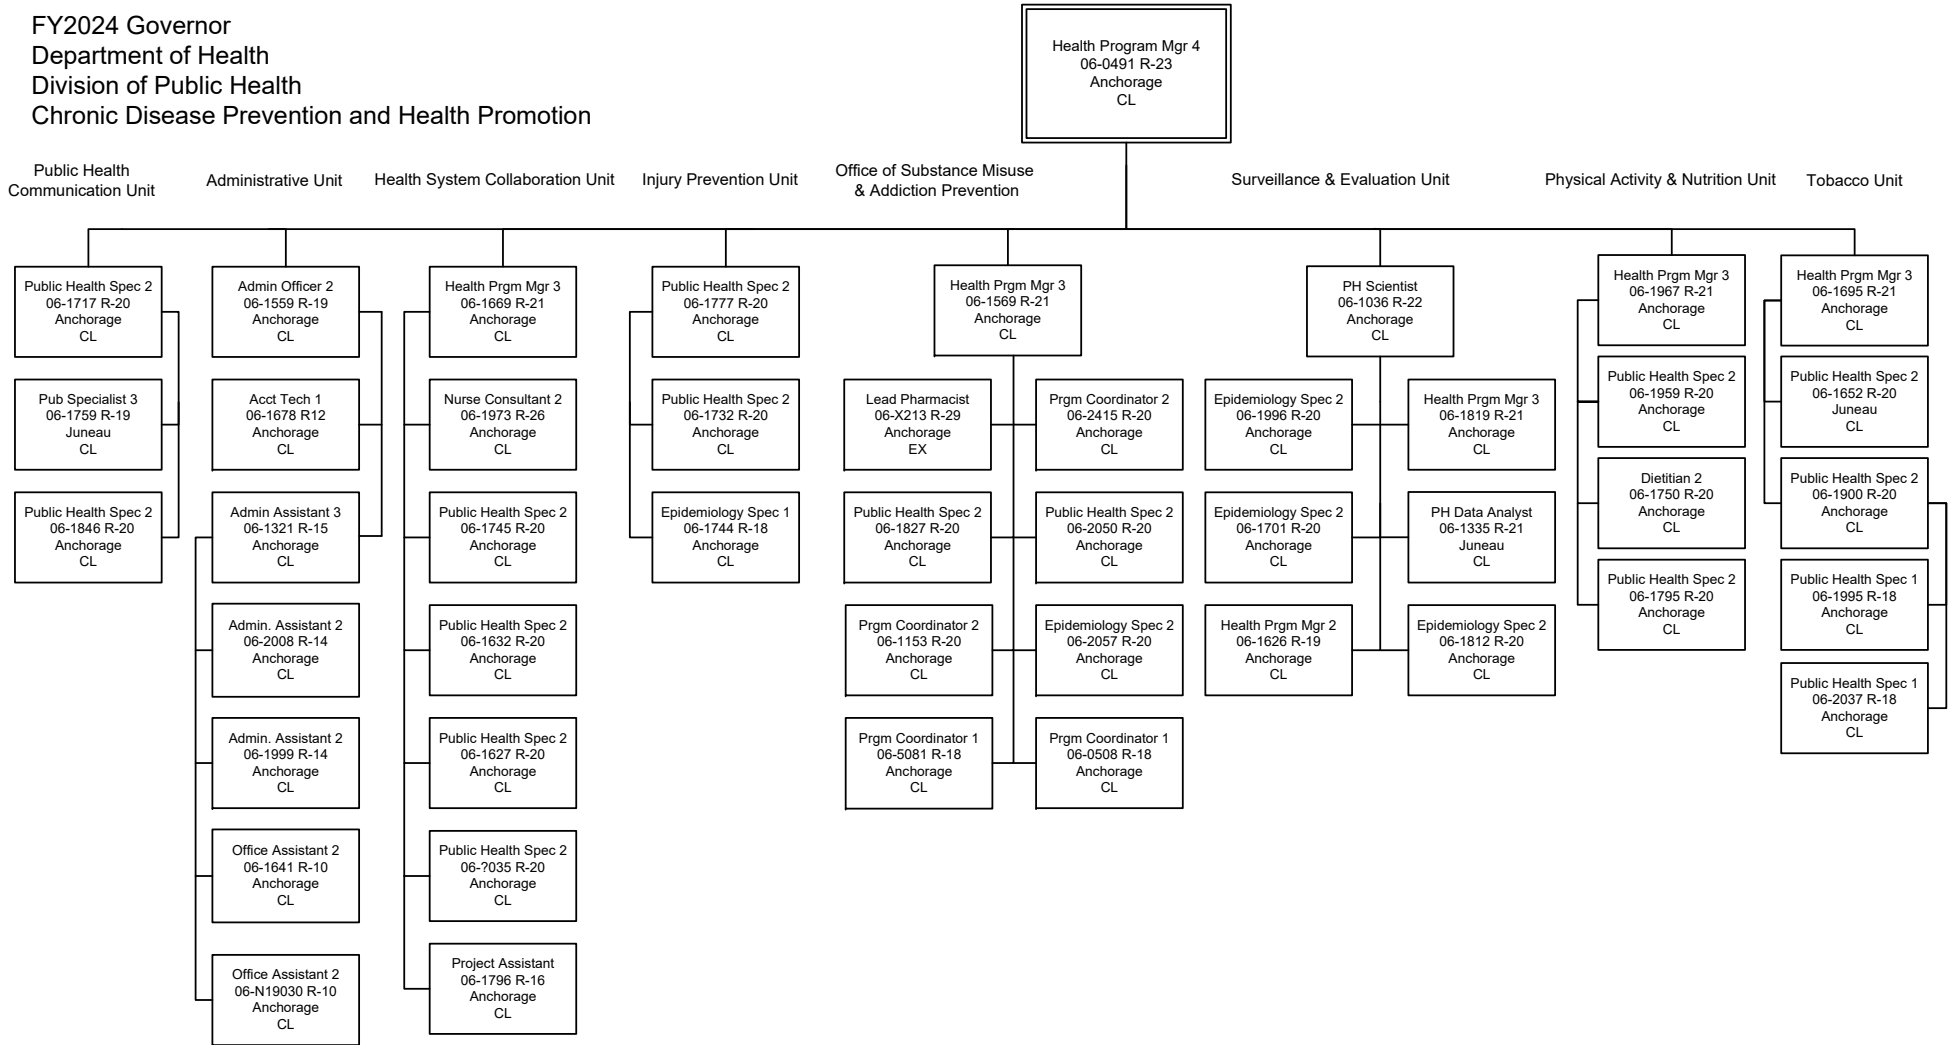 FY2024 Governor
Department of Health
Division of Public Health
Chronic Disease Prevention and Health Promotion
Health Program Mgr 4
06-0491 R-23
Anchorage
CL
Public Health
Communication Unit
Administrative Unit
Health System Collaboration Unit
Injury Prevention Unit
Office of Substance Misuse
& Addiction Prevention
Surveillance & Evaluation Unit
Physical Activity & Nutrition Unit
Tobacco Unit
Public Health Spec 2
06-1717 R-20
Anchorage
CL
Pub Specialist 3
06-1759 R-19
Juneau
CL
Public Health Spec 2
06-1846 R-20
Anchorage
CL
Admin Officer 2
06-1559 R-19
Anchorage
CL
Acct Tech 1
06-1678 R12
Anchorage
CL
Admin Assistant 3
06-1321 R-15
Anchorage
CL
Admin. Assistant 2
06-2008 R-14
Anchorage
CL
Admin. Assistant 2
06-1999 R-14
Anchorage
CL
Office Assistant 2
06-1641 R-10
Anchorage
CL
Office Assistant 2
06-N19030 R-10
Anchorage
CL
Health Prgm Mgr 3
06-1669 R-21
Anchorage
CL
Nurse Consultant 2
06-1973 R-26
Anchorage
CL
Public Health Spec 2
06-1745 R-20
Anchorage
CL
Public Health Spec 2
06-1632 R-20
Anchorage
CL
Public Health Spec 2
06-1627 R-20
Anchorage
CL
Public Health Spec 2
06-?035 R-20
Anchorage
CL
Project Assistant
06-1796 R-16
Anchorage
CL
Public Health Spec 2
06-1777 R-20
Anchorage
CL
Public Health Spec 2
06-1732 R-20
Anchorage
CL
Epidemiology Spec 1
06-1744 R-18
Anchorage
CL
Health Prgm Mgr 3
06-1569 R-21
Anchorage
CL
Lead Pharmacist
06-X213 R-29
Anchorage
EX
Prgm Coordinator 2
06-2415 R-20
Anchorage
CL
Public Health Spec 2
06-1827 R-20
Anchorage
CL
Public Health Spec 2
06-2050 R-20
Anchorage
CL
Prgm Coordinator 2
06-1153 R-20
Anchorage
CL
Epidemiology Spec 2
06-2057 R-20
Anchorage
CL
Prgm Coordinator 1
06-5081 R-18
Anchorage
CL
Prgm Coordinator 1
06-0508 R-18
Anchorage
CL
PH Scientist
06-1036 R-22
Anchorage
CL
Epidemiology Spec 2
06-1996 R-20
Anchorage
CL
Health Prgm Mgr 3
06-1819 R-21
Anchorage
CL
Epidemiology Spec 2
06-1701 R-20
Anchorage
CL
PH Data Analyst
06-1335 R-21
Juneau
CL
Health Prgm Mgr 2
06-1626 R-19
Anchorage
CL
Epidemiology Spec 2
06-1812 R-20
Anchorage
CL
Health Prgm Mgr 3
06-1967 R-21
Anchorage
CL
Public Health Spec 2
06-1959 R-20
Anchorage
CL
Dietitian 2
06-1750 R-20
Anchorage
CL
Public Health Spec 2
06-1795 R-20
Anchorage
CL
Health Prgm Mgr 3
06-1695 R-21
Anchorage
CL
Public Health Spec 2
06-1652 R-20
Juneau
CL
Public Health Spec 2
06-1900 R-20
Anchorage
CL
Public Health Spec 1
06-1995 R-18
Anchorage
CL
Public Health Spec 1
06-2037 R-18
Anchorage
CL